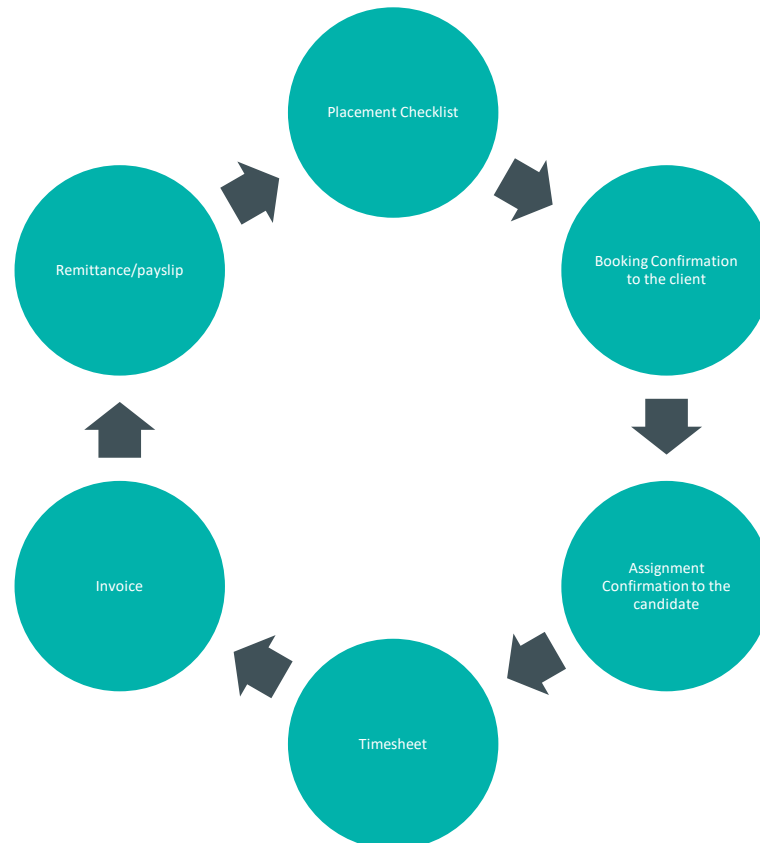 Placement Checklist
Booking Confirmation
to the client
Assignment
Confirmation to the
candidate
Timesheet
Invoice
Remittance/payslip